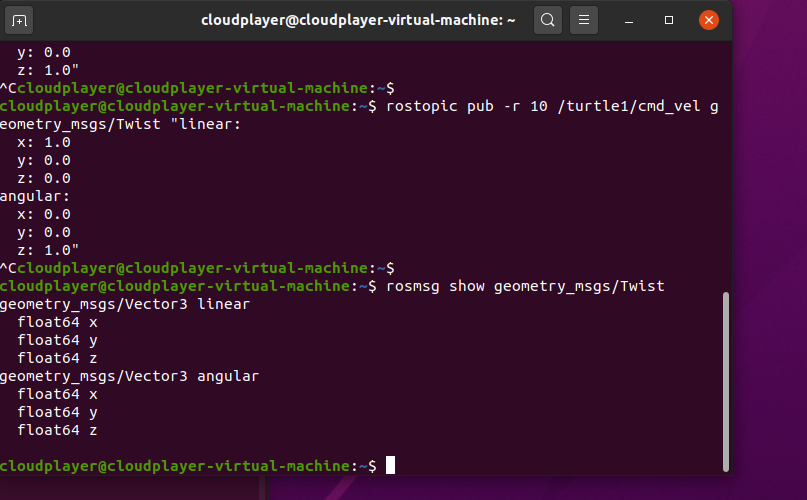 cloudplayer@cloudplayer-virtual-machine: ~
  y: 0.0
  z: 1.0"
^Ccloudplayer@cloudplayer-virtual-machine:~$
cloudplayer@cloudplayer-virtual-machine:~$ rostopic pub -r 10 /turtle1/cmd_vel g
eometry_msgs/Twist "linear:
  x: 1.0
  y: 0.0
  z: 0.0
angular:
  x: 0.0
  y: 0.0
  z: 1.0"
^Ccloudplayer@cloudplayer-virtual-machine:~$
cloudplayer@cloudplayer-virtual-machine:~$ rosmsg show geometry_msgs/Twist
geometry_msgs/Vector3 linear
  float64 x
  float64 y
  float64 z
geometry_msgs/Vector3 angular
  float64 x
  float64 y
  float64 z
cloudplayer@cloudplayer-virtual-machine:~$